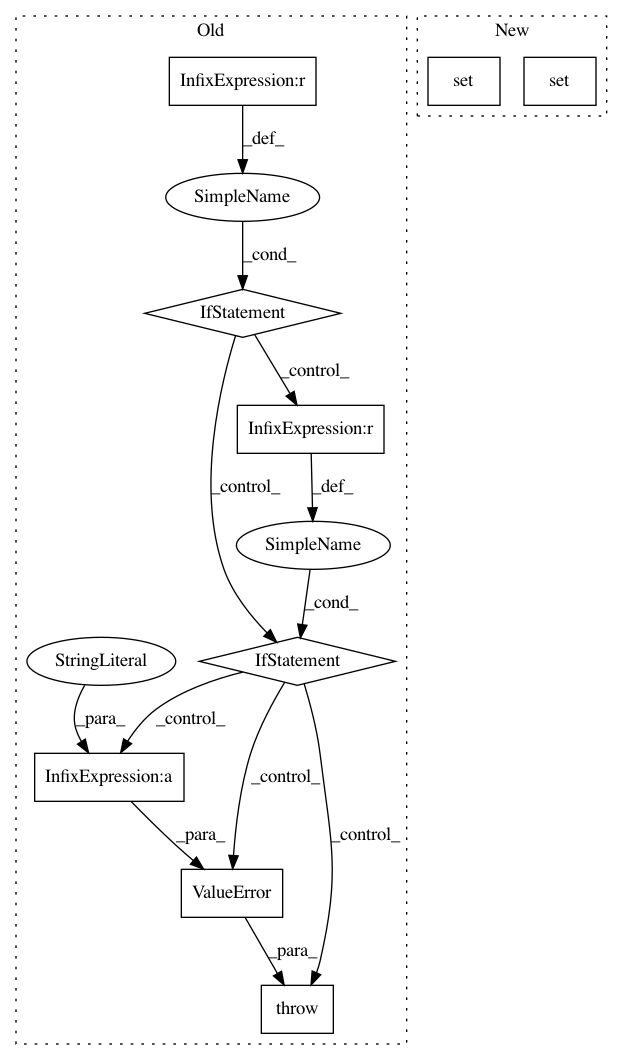 Old
New
InfixExpression:r
set
set
_def_
SimpleName
_cond_
IfStatement
_control_
InfixExpression:r
_control_
_def_
SimpleName
_cond_
StringLiteral
IfStatement
_para_
_control_
InfixExpression:a
_control_
_para_
_control_
ValueError
_para_
throw